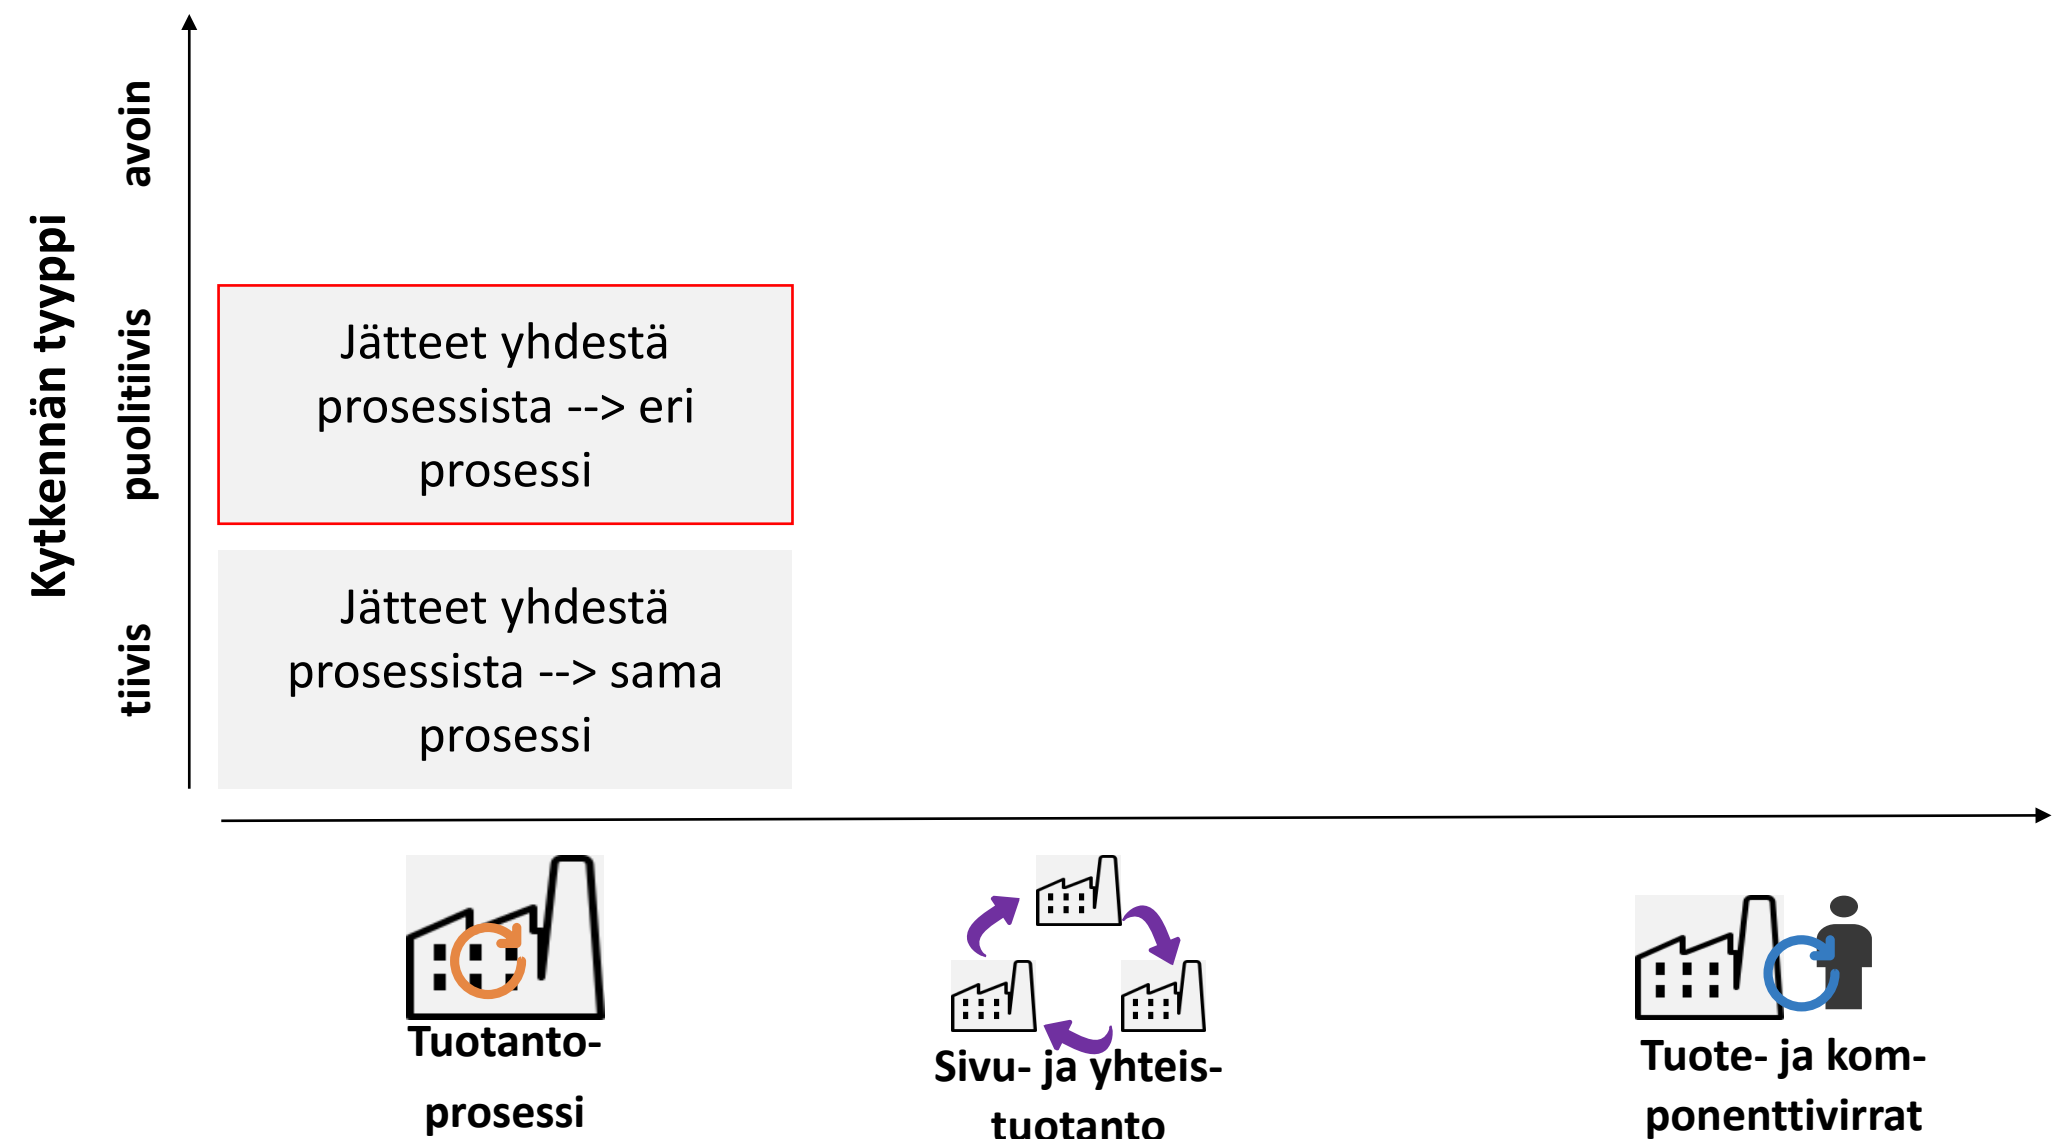 Kytkennän tyyppi
avoin
puolitiivis
tiivis
Jätteet yhdestä
prosessista --> eri
prosessi
Jätteet yhdestä
prosessista --> sama
prosessi
Tuotanto-
prosessi
Sivu- ja yhteis-
tuotanto
Tuote- ja kom-
ponenttivirrat